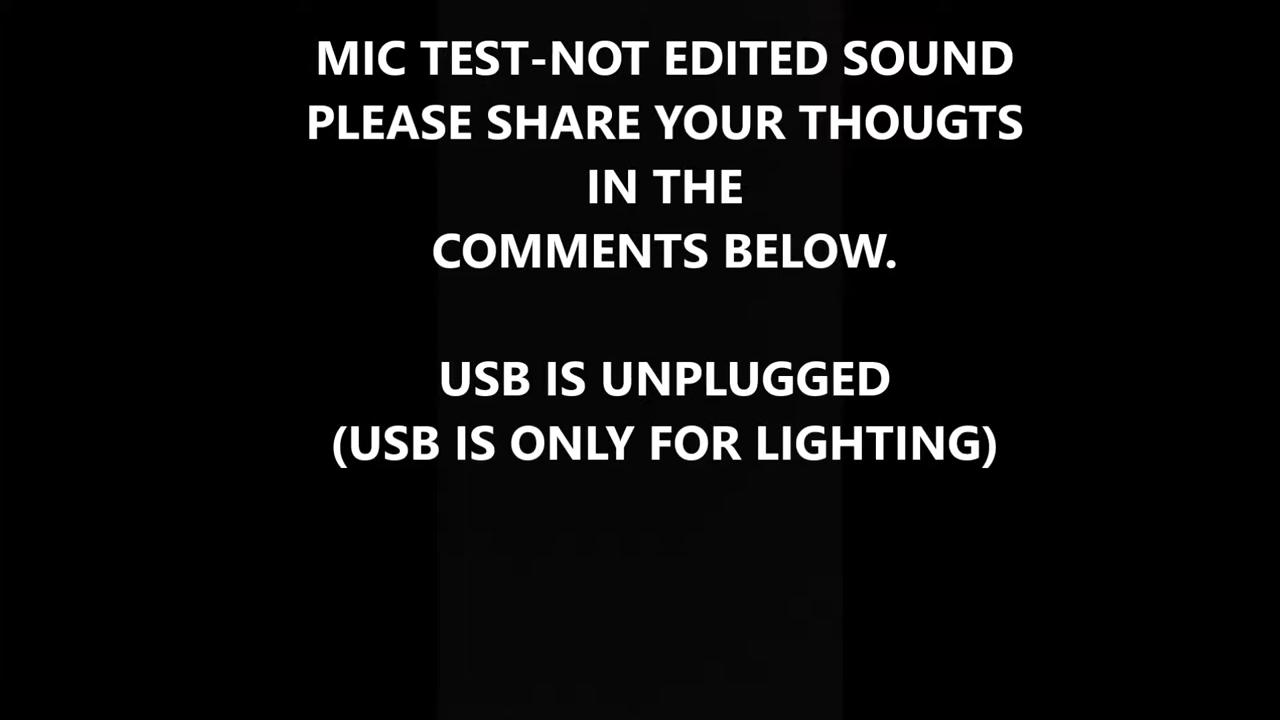 MIC TEST-NOT EDITED SOUND
PLEASE SHARE YOUR THOUGTS
IN THE
COMMENTS BELOW.
USB IS UNPLUGGED
(USB IS ONLY FOR LIGHTING)